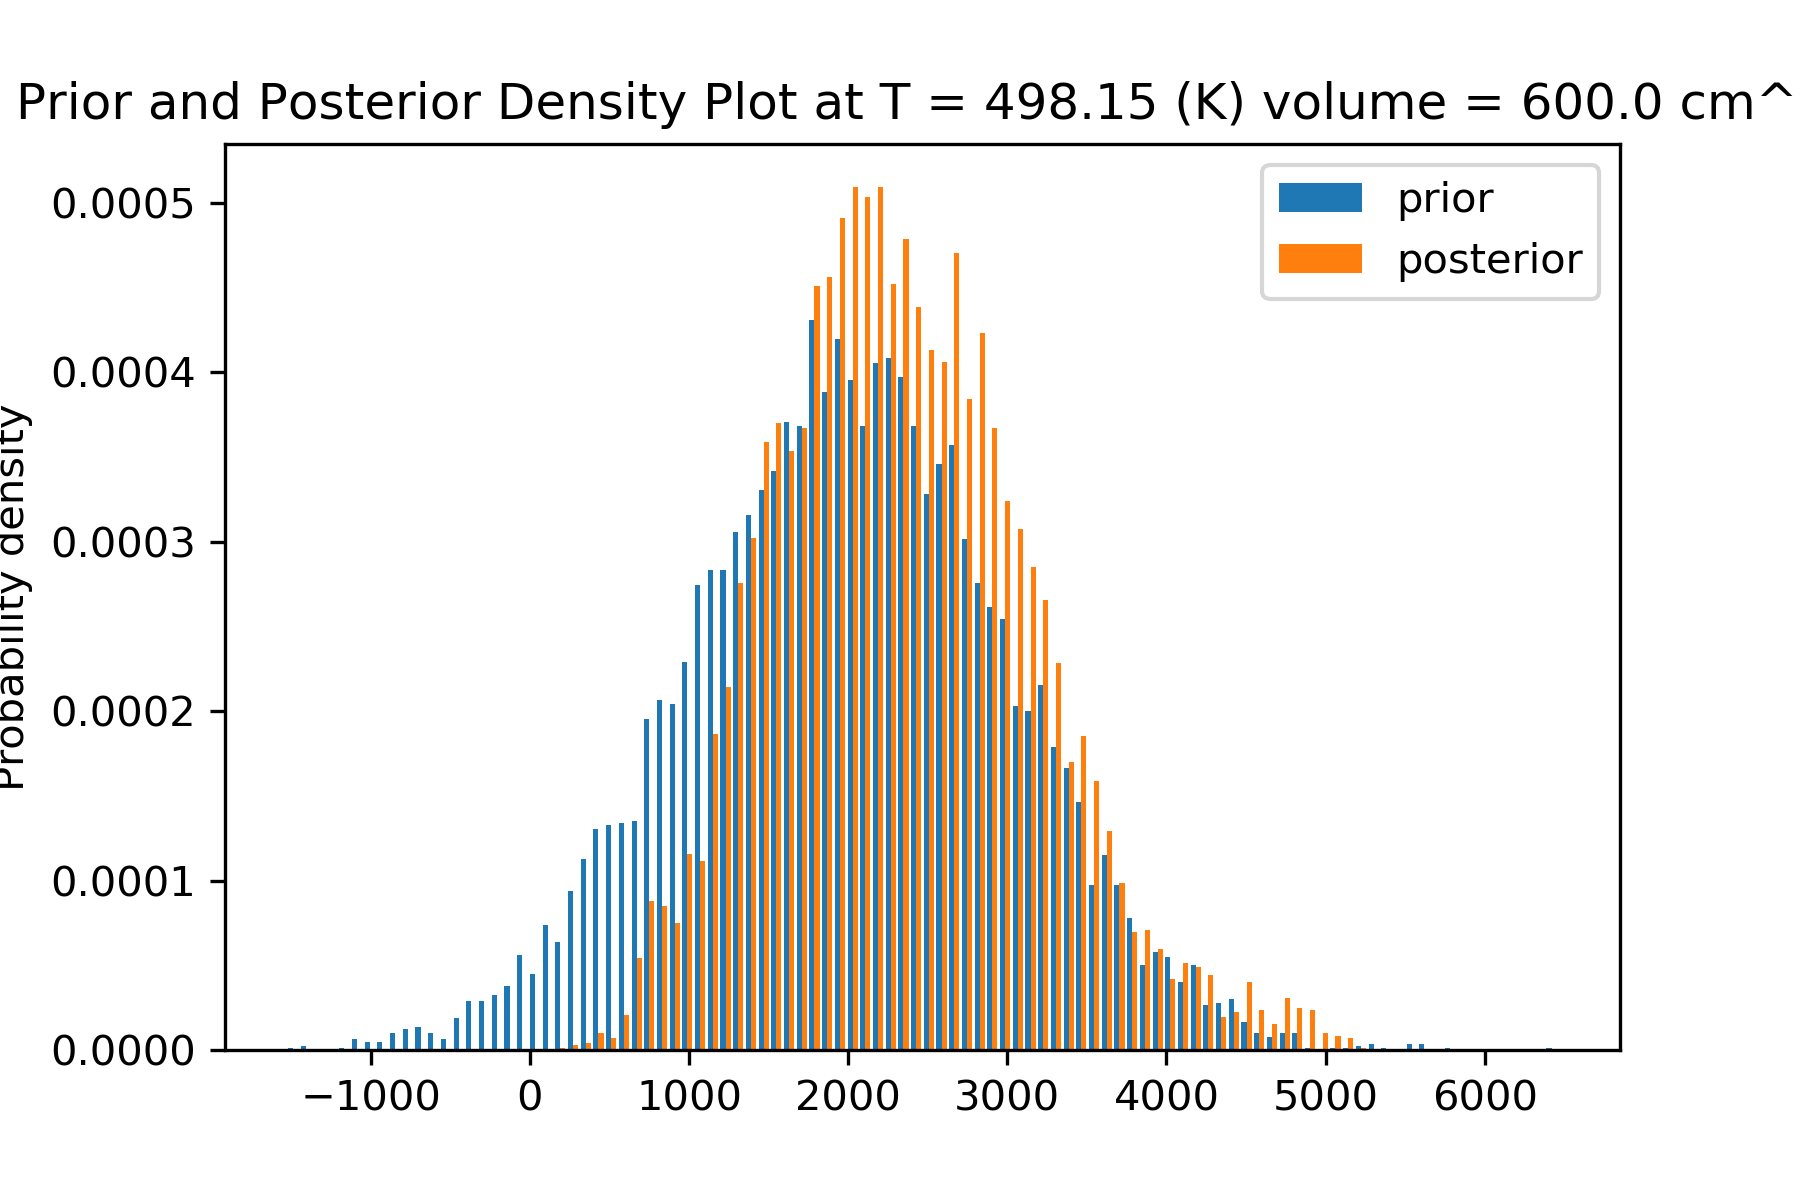 Prior and Posterior Density Plot at T = 498.15 (K) volume = 600.0 cm^
prior
posterior
Probability density
0.0005
0.0004
0.0003
0.0002
0.0001
0.0000
−1000 0 1000 2000 3000 4000 5000 6000